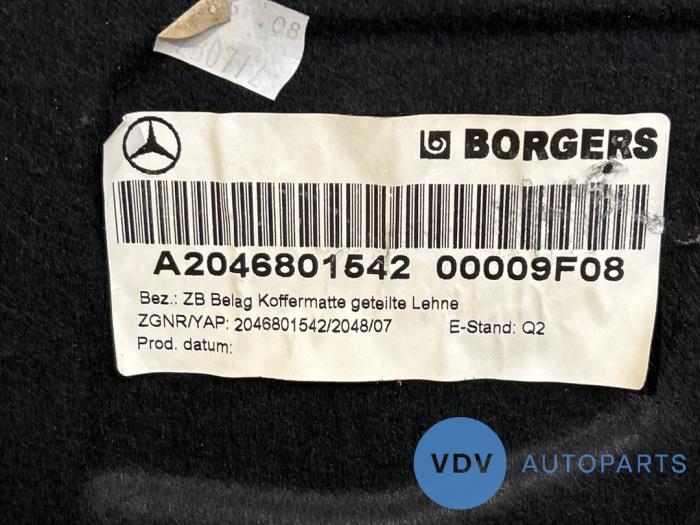 .08
BORGERS
A2046801542 00009F08
Bez.: ZB Belag Koffermatte geteilte Lehne
ZGNR/YAP: 2046801542/2048/07 E-Stand: Q2
Prod. datum:
VDV AUTOPARTS